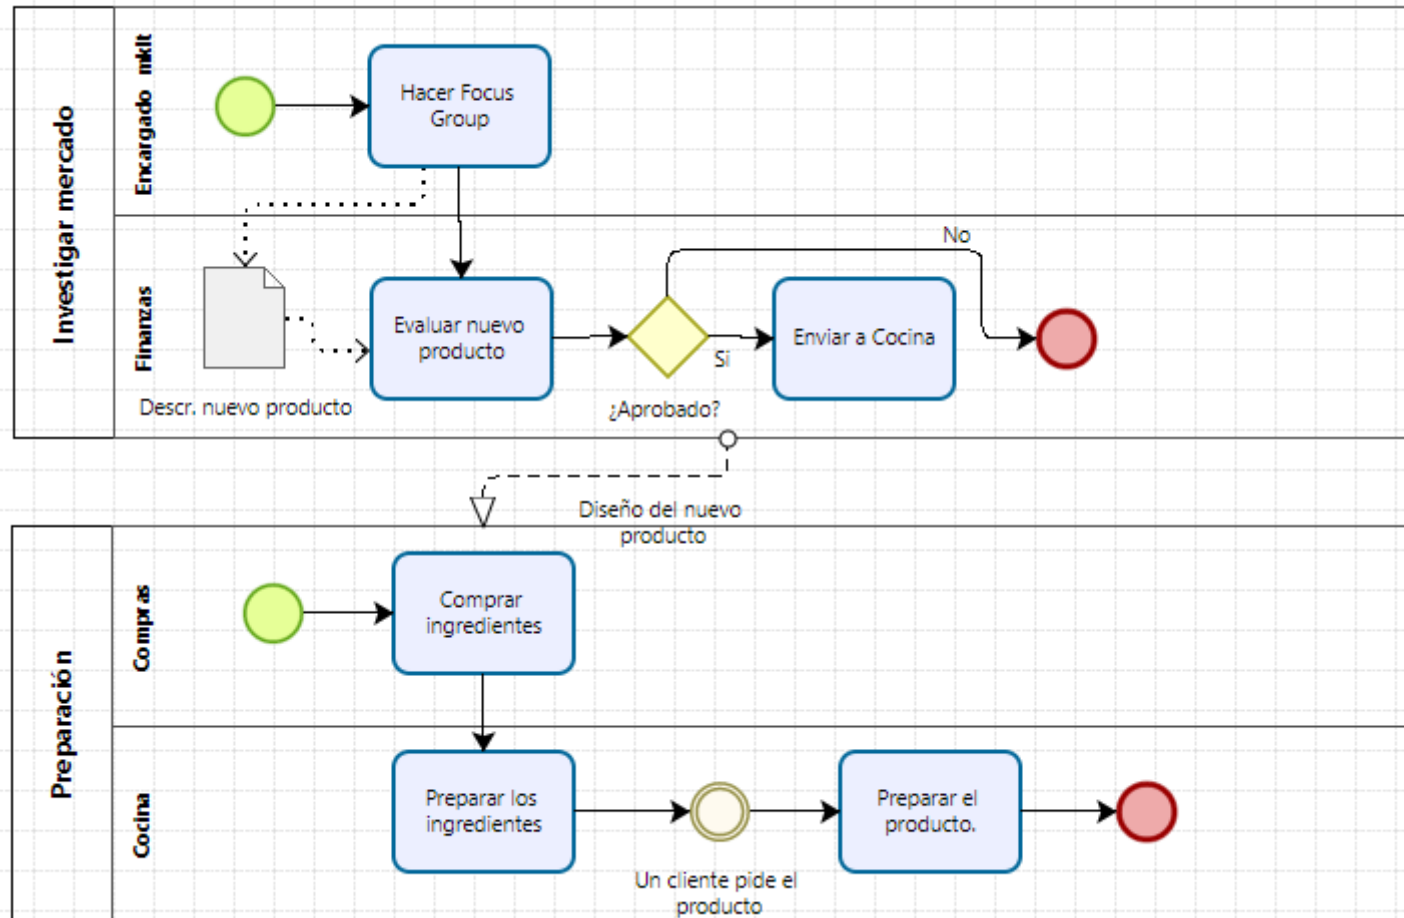 Investigar mercado
Encargado mkit
Hacer Focus
Group
No
Finanzas
Evaluar nuevo
producto
Si
Enviar a Cocina
Descr. nuevo producto
¿Aprobado?
Diseño del nuevo
producto
Preparación
Compras
Comprar
ingredientes
Cocina
Preparar los
ingredientes
Preparar el
producto.
Un cliente pide el
producto